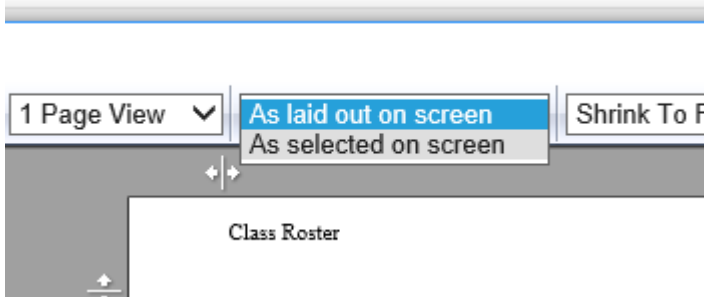 1 Page View
As laid out on screen
Shrink To
As selected on screen
Class Roster